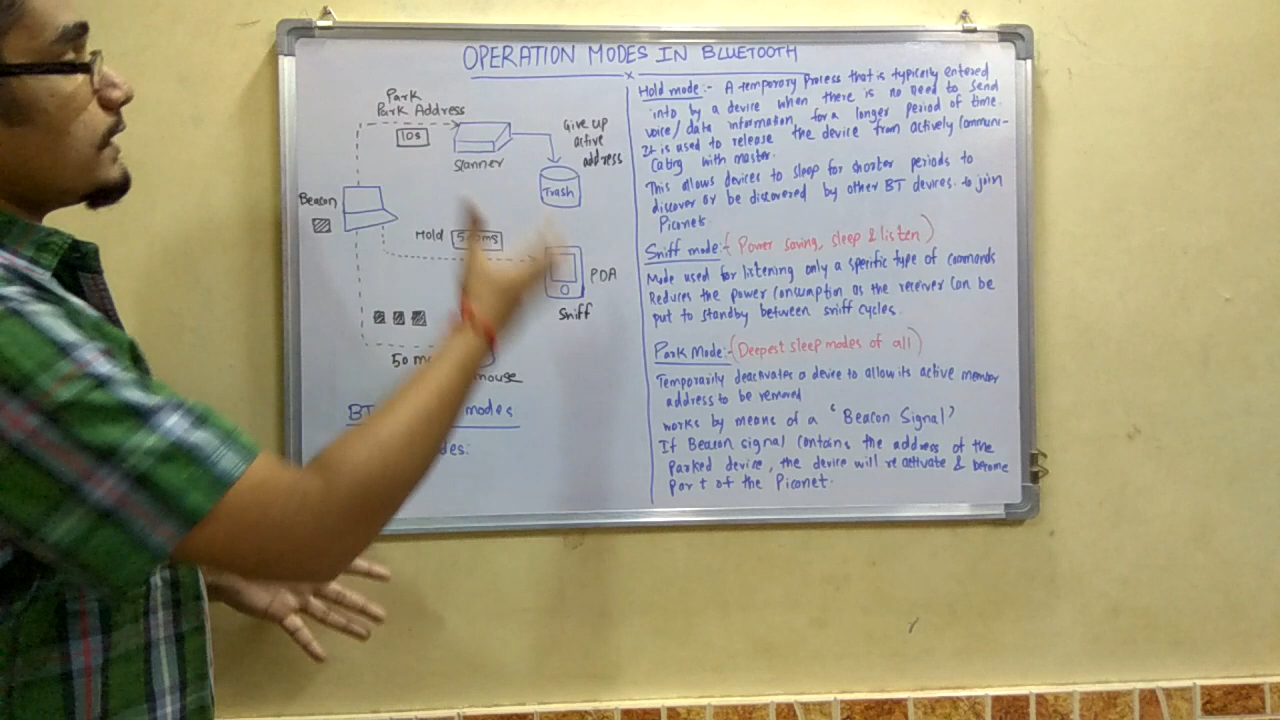 OPERATION MODES IN BLUETOOTH
Park
Park Address
10s
Scanner
Give up
active
address
Trash
Beacon
Hold
PDA
Sniff
50
mouse
BT modes
Hold mode:- A temporary Process that is typically entered
into by a device when there is no need to send
voice/data information, for a longer period of time.
It is used to release the device from actively Communi-
cating with master.
This allows devices to sleep for shorter periods to
discover or be discovered by other BT devices. to join
Piconets.
Sniff mode:-(Power saving, sleep & listen)
Mode used for listening only a specific type of commands
Reduces the power consumption as the receiver can be
put to standby between sniff cycles.
Park Mode:-(Deepest sleep modes of all)
Temporarily deactivates a device to allow its active member
address to be removed
works by means of a 'Beacon Signal'
If Beacon signal contains the address of the
Parked device, the device will re activate & become
Part of the Piconet.